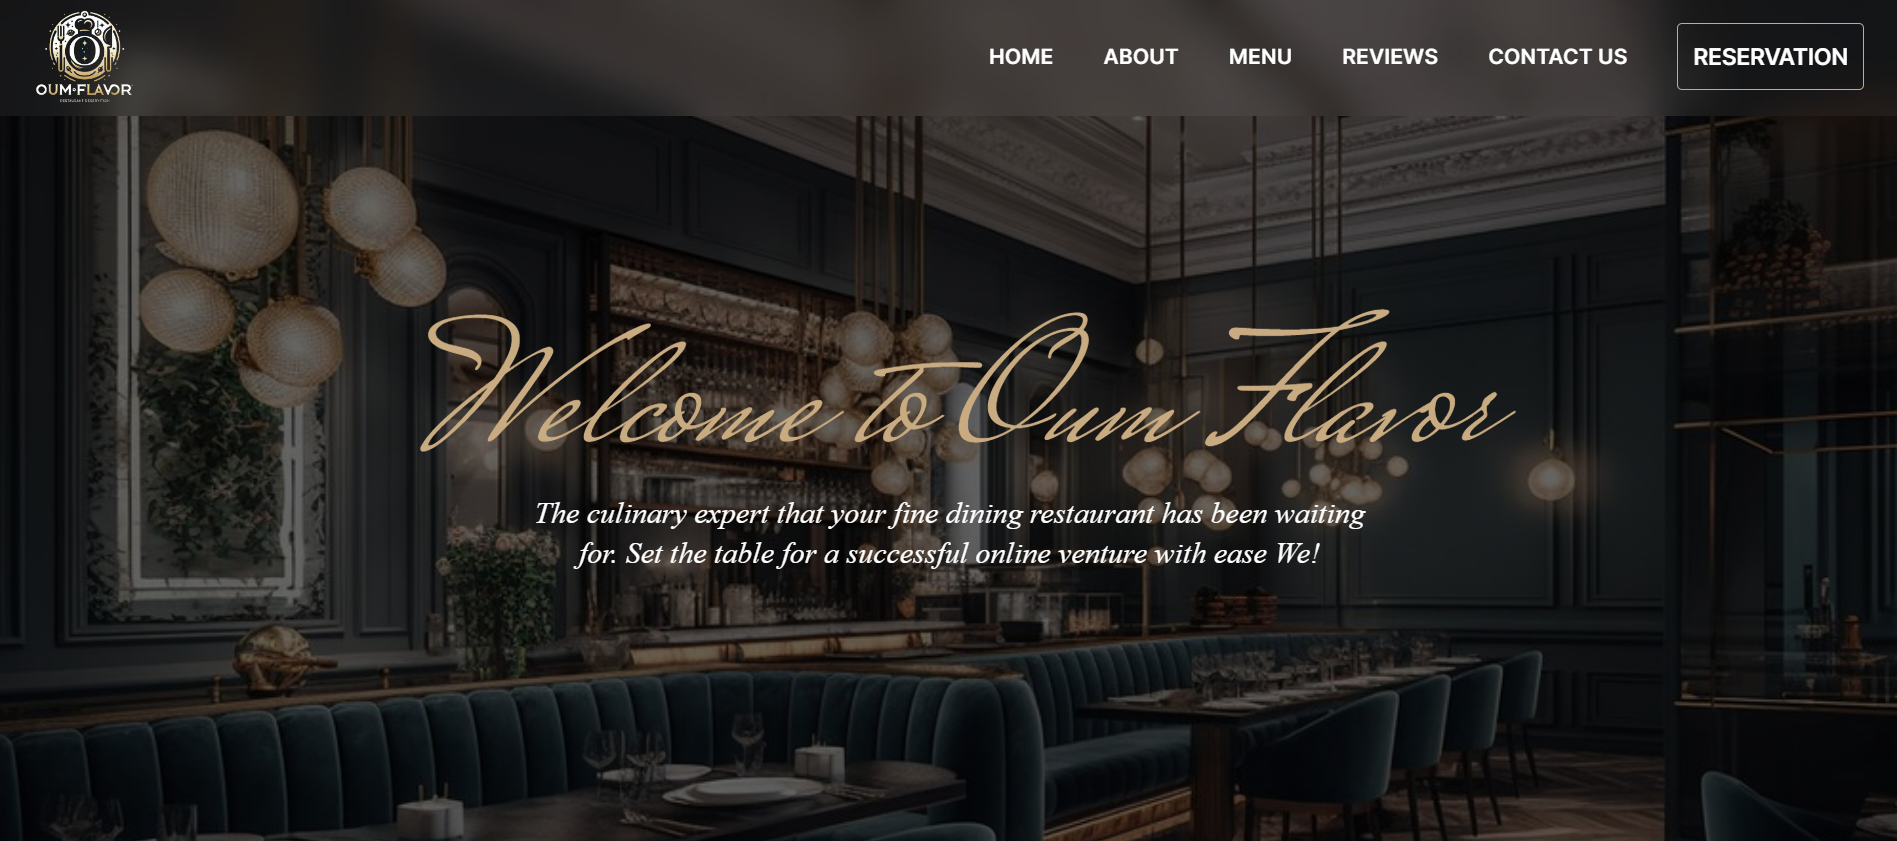 OUM-FLAVOR
HOME ABOUT MENU REVIEWS CONTACT US RESERVATION
Welcome to Oum Flavor
The culinary expert that your fine dining restaurant has been waiting
for. Set the table for a successful online venture with ease We!